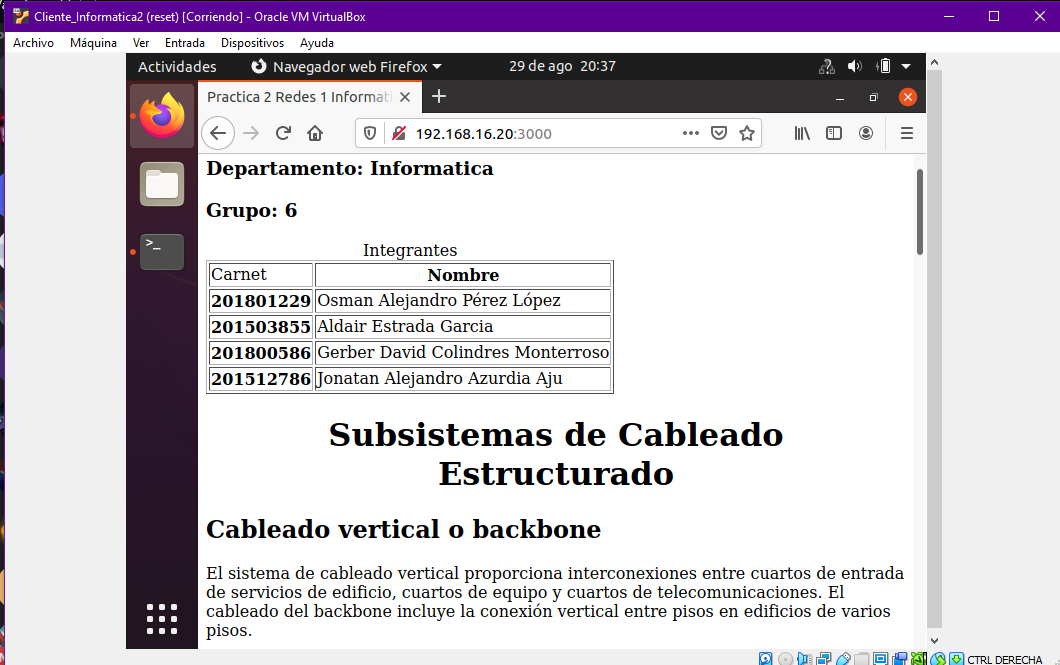 Cliente_Informatica2 (reset) [Corriendo] - Oracle VM VirtualBox
Archivo Máquina Ver Entrada Dispositivos Ayuda
Actividades Navegador web Firefox 29 de ago 20:37
Practica 2 Redes 1 Informati
192.168.16.20:3000
Departamento: Informatica
Grupo: 6
Integrantes
Carnet Nombre
201801229 Osman Alejandro Pérez López
201503855 Aldair Estrada Garcia
201800586 Gerber David Colindres Monterroso
201512786 Jonatan Alejandro Azurdia Aju
Subsistemas de Cableado
Estructurado
Cableado vertical o backbone
El sistema de cableado vertical proporciona interconexiones entre cuartos de entrada
de servicios de edificio, cuartos de equipo y cuartos de telecomunicaciones. El
cableado del backbone incluye la conexión vertical entre pisos en edificios de varios
pisos.
CTRL DERECHA